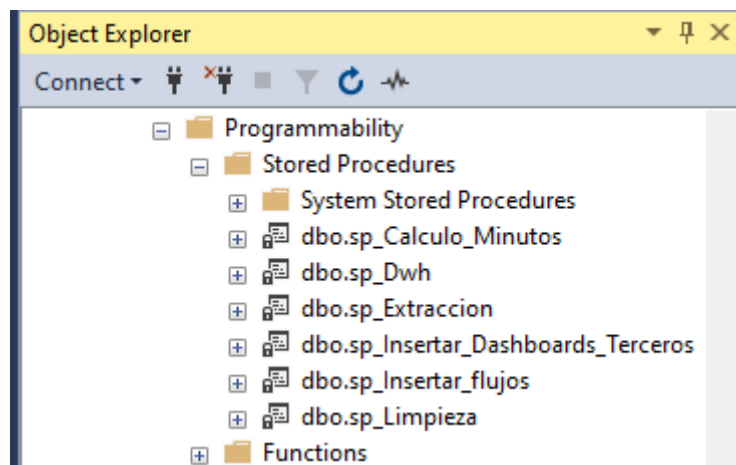 Object Explorer
Connect
Programmability
Stored Procedures
System Stored Procedures
dbo.sp_Calculo_Minutos
dbo.sp_Dwh
dbo.sp_Extraccion
dbo.sp_Insertar_Dashboards_Terceros
dbo.sp_Insertar_flujos
dbo.sp_Limpieza
Functions